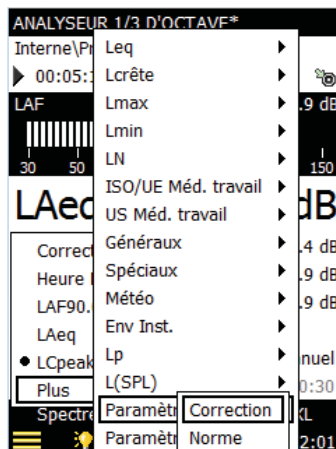 ANALYSEUR 1/3 D'OCTAVE*
Interne\Pr
00:05:1
LAF .9 dB
30 50 150
LAeq dB
Leq
Lcrête
Lmax
Lmin
LN
ISO/UE Méd. travail
US Méd. travail
Généraux
Spéciaux
Météo
Env Inst.
Lp
L(SPL)
Paramètr
Paramètr
Correct .4 dB
Heure .9 dB
LAF90. .9 dB
LAeq
LCpeak nuel
Plus 0:30
Spectre KL
Correction
Norme
2:01